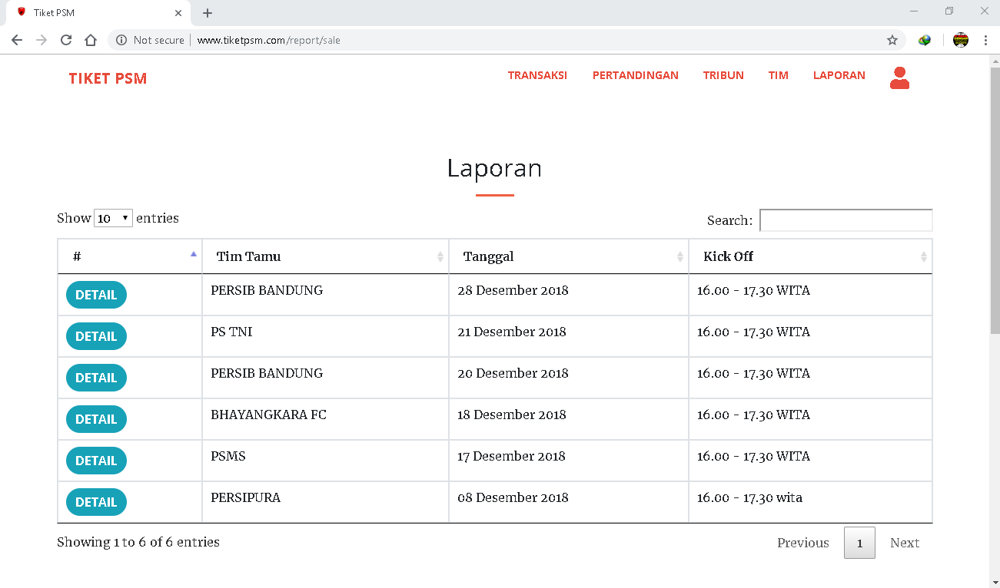 Tiket PSM
Not secure www.tiketpsm.com/report/sale
TIKET PSM TRANSAKSI PERTANDINGAN TRIBUN TIM LAPORAN
Laporan
Show 10 entries Search:
# Tim Tamu Tanggal Kick Off
DETAIL PERSIB BANDUNG 28 Desember 2018 16.00 - 17.30 WITA
DETAIL PS TNI 21 Desember 2018 16.00 - 17.30 WITA
DETAIL PERSIB BANDUNG 20 Desember 2018 16.00 - 17.30 WITA
DETAIL BHAYANGKARA FC 18 Desember 2018 16.00 - 17.30 WITA
DETAIL PSMS 17 Desember 2018 16.00 - 17.30 WITA
DETAIL PERSIPURA 08 Desember 2018 16.00 - 17.30 wita
Showing 1 to 6 of 6 entries Previous 1 Next